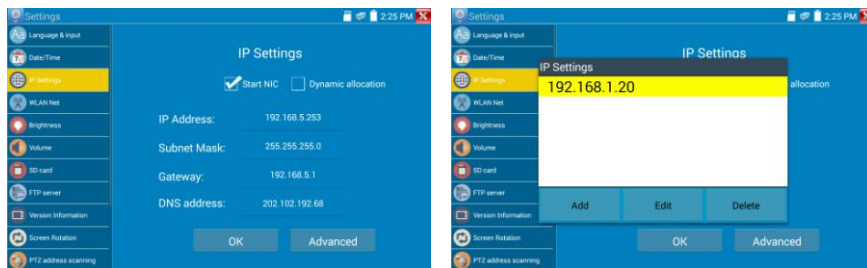 Settings
2:25 PM
Language & input
Date/Time
IP Settings
WLAN Net
Brightness
Volume
SD card
FTP server
Version Information
Screen Rotation
PTZ address scanning
IP Settings
Start NIC
Dynamic allocation
IP Address: 192.168.5.253
Subnet Mask: 255.255.255.0
Gateway: 192.168.5.1
DNS address: 202.102.192.68
OK
Advanced
Settings
2:25 PM
Language & input
Date/Time
IP Settings
WLAN Net
Brightness
Volume
SD card
FTP server
Version Information
Screen Rotation
PTZ address scanning
IP Settings
allocation
IP Settings
192.168.1.20
Add
Edit
Delete
OK
Advanced